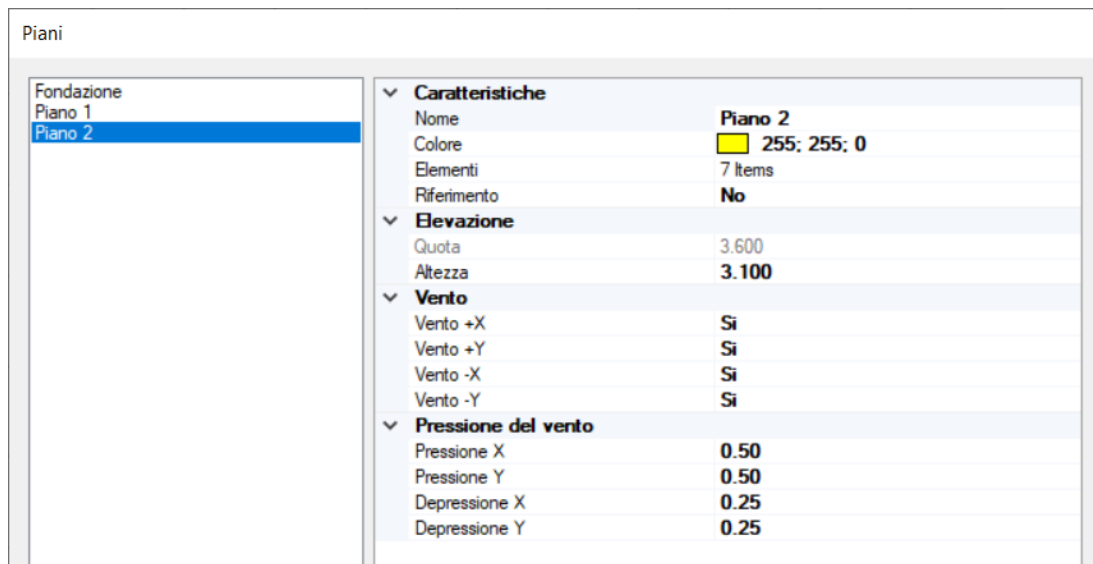 Piani
Fondazione
Piano 1
Piano 2
Caratteristiche
Nome Piano 2
Colore 255; 255; 0
Elementi 7 Items
Riferimento No
Elevazione
Quota 3.600
Altezza 3.100
Vento
Vento +X Si
Vento +Y Si
Vento -X Si
Vento -Y Si
Pressione del vento
Pressione X 0.50
Pressione Y 0.50
Depressione X 0.25
Depressione Y 0.25